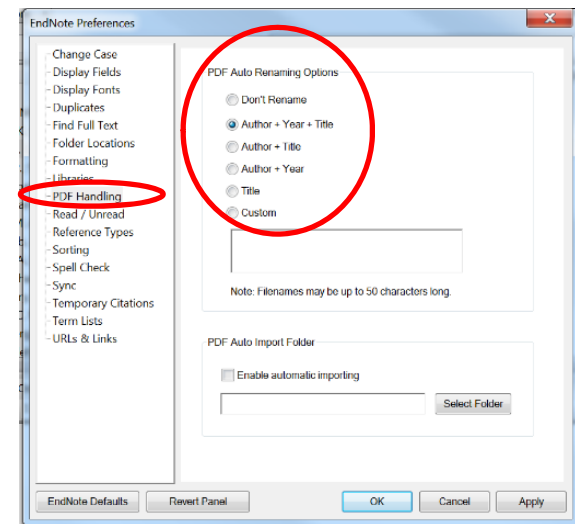 EndNote Preferences
Change Case
Display Fields
Display Fonts
Duplicates
Find Full Text
Folder Locations
Formatting
Libraries
PDF Handling
Read / Unread
Reference Types
Sorting
Spell Check
Sync
Temporary Citations
Term Lists
URLs & Links
PDF Auto Renaming Options
Don't Rename
Author + Year + Title
Author + Title
Author + Year
Title
Custom
Note: Filenames may be up to 50 characters long.
PDF Auto Import Folder
Enable automatic importing
Select Folder
EndNote Defaults
Revert Panel
OK
Cancel
Apply